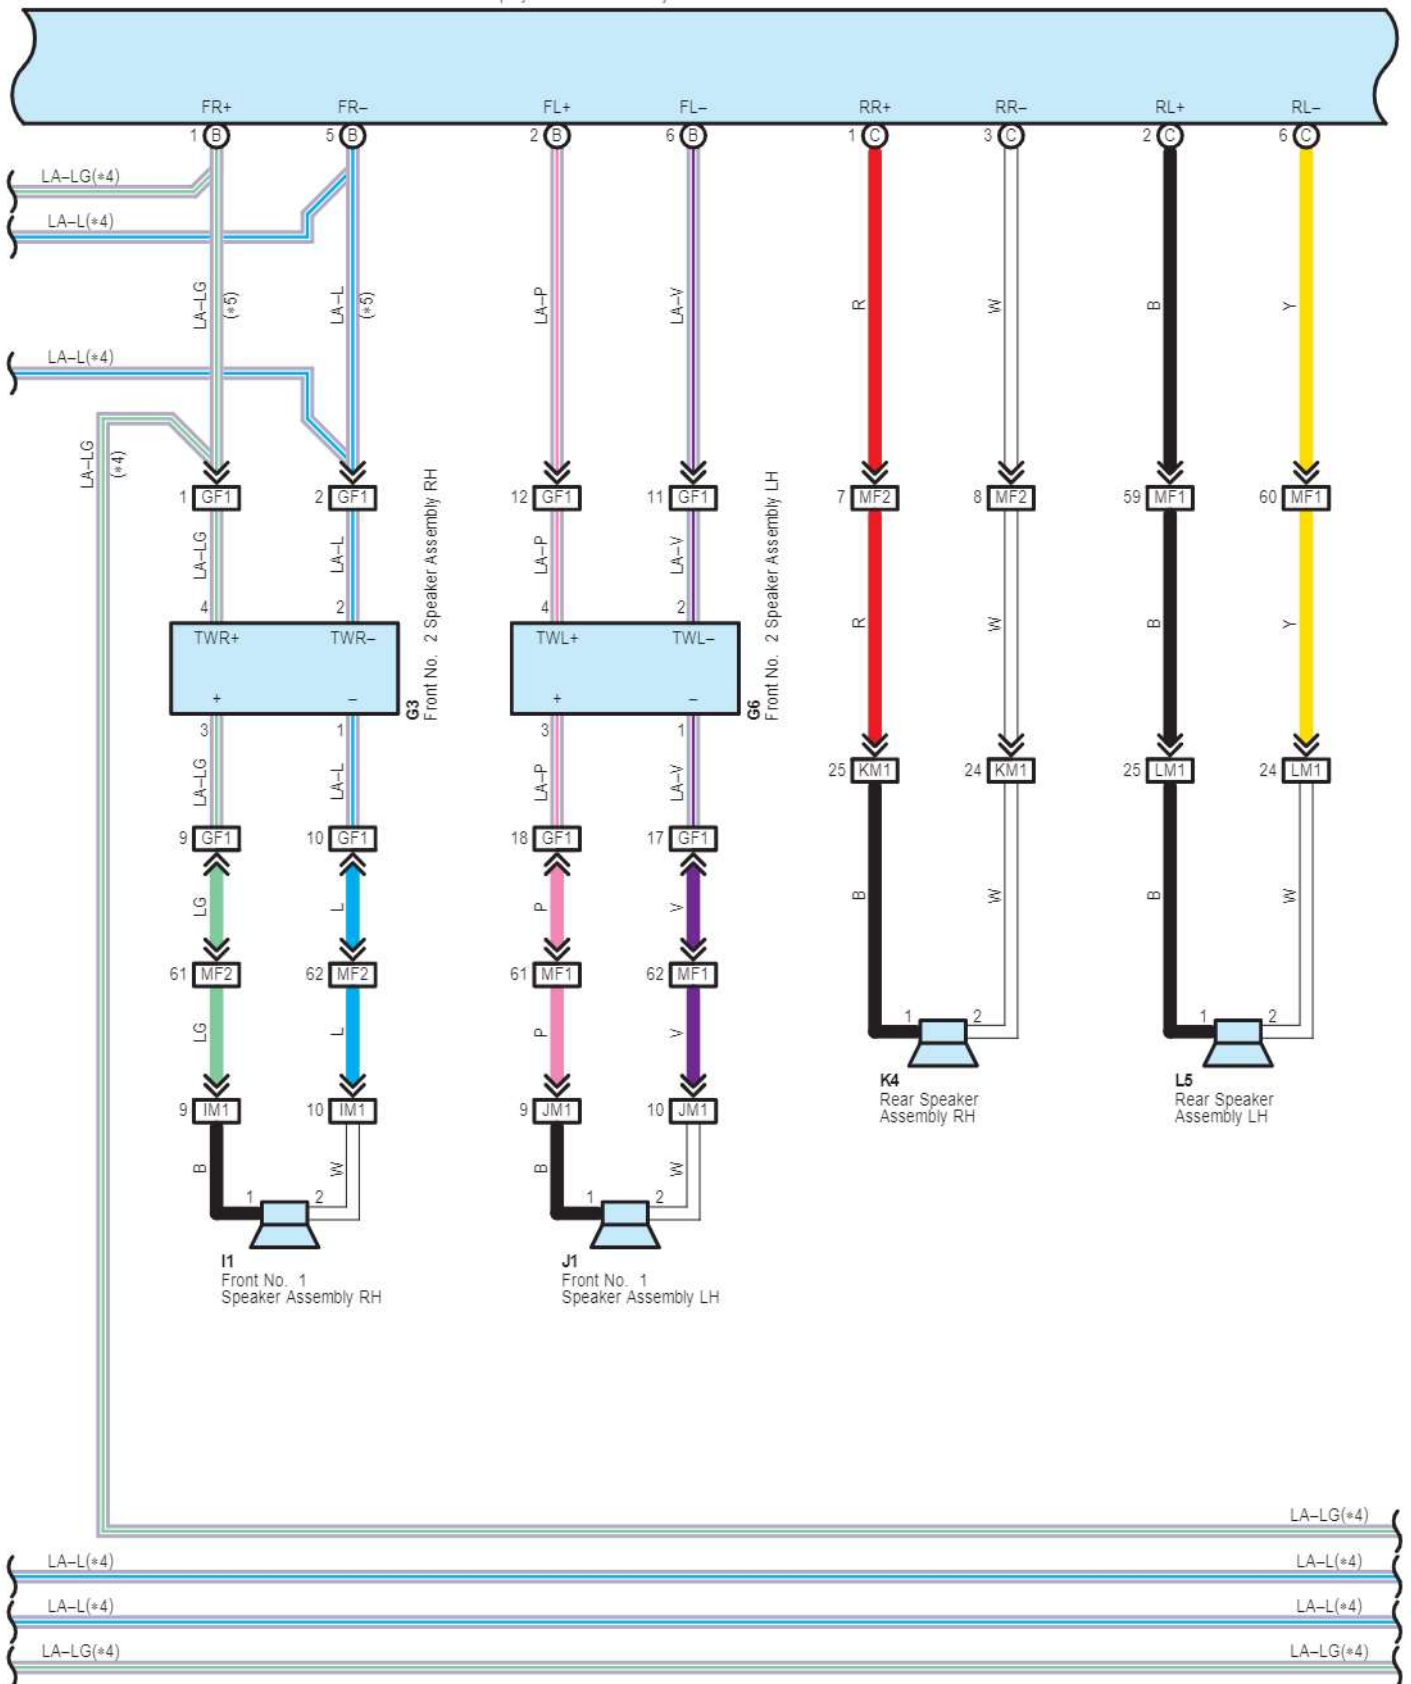 FR+ FR– FL+ FL– RR+ RR– RL+ RL–
1 B 5 B 2 B 6 B 1 C 3 C 2 C 6 C
LA–LG(*4)
LA–L(*4)
LA–LG (*5) LA–L (*5) LA–P LA–V R W B Y
LA–L(*4)
LA–LG (*4)
1 GF1 2 GF1 12 GF1 11 GF1 7 MF2 8 MF2 59 MF1 60 MF1
LA–LG LA–L LA–P LA–V
4 2 4 2
R W B Y
TWR+ TWR– TWL+ TWL–
+ – + –
G3
Front No. 2 Speaker Assembly RH
G6
Front No. 2 Speaker Assembly LH
3 1 3 1
LA–LG LA–L LA–P LA–V
25 KM1 24 KM1 25 LM1 24 LM1
9 GF1 10 GF1 18 GF1 17 GF1
LG L P V B W B W
61 MF2 62 MF2 61 MF1 62 MF1
LG L P V
1 2 1 2
K4
Rear Speaker
Assembly RH
L5
Rear Speaker
Assembly LH
9 IM1 10 IM1 9 JM1 10 JM1
B W B W
1 2 1 2
I1
Front No. 1
Speaker Assembly RH
J1
Front No. 1
Speaker Assembly LH
LA–LG(*4)
LA–L(*4) LA–L(*4)
LA–L(*4) LA–L(*4)
LA–LG(*4) LA–LG(*4)